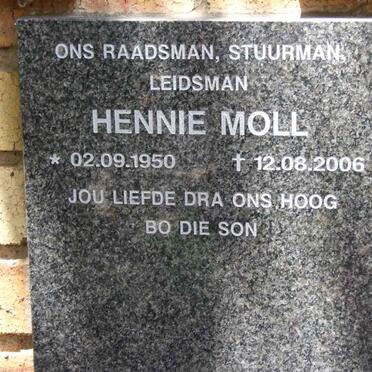 ONS RAADSMAN, STUURMAN,
LEIDSMAN
HENNIE MOLL
* 02.09.1950 † 12.08.2006
JOU LIEFDE DRA ONS HOOG
BO DIE SON